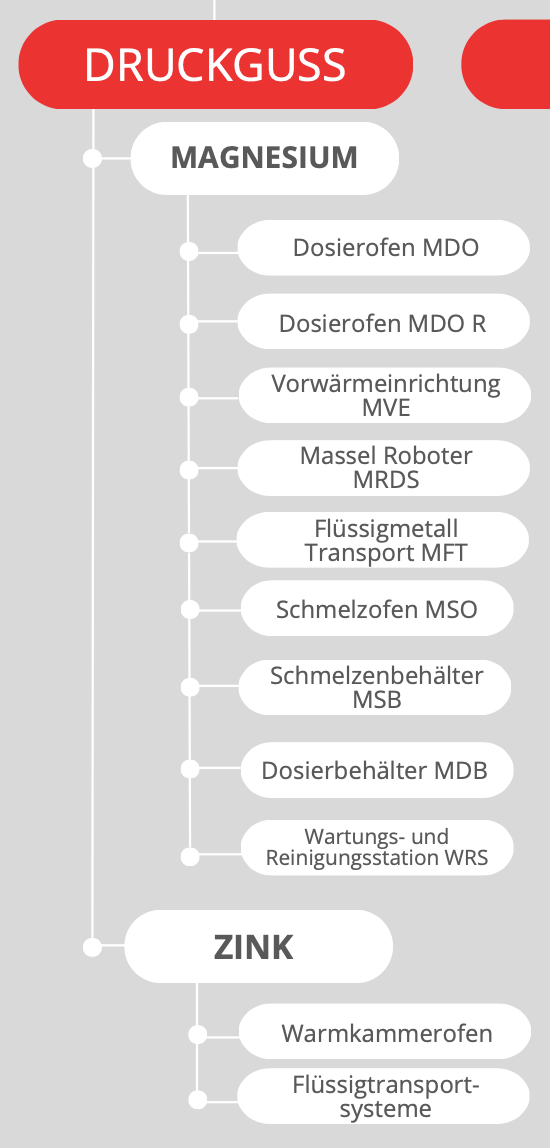 DRUCKGUSS
MAGNESIUM
Dosierofen MDO
Dosierofen MDO R
Vorwärmeinrichtung
MVE
Massel Roboter
MRDS
Flüssigmetall
Transport MFT
Schmelzofen MSO
Schmelzenbehälter
MSB
Dosierbehälter MDB
Wartungs- und
Reinigungsstation WRS
ZINK
Warmkammerofen
Flüssigtransport-
systeme